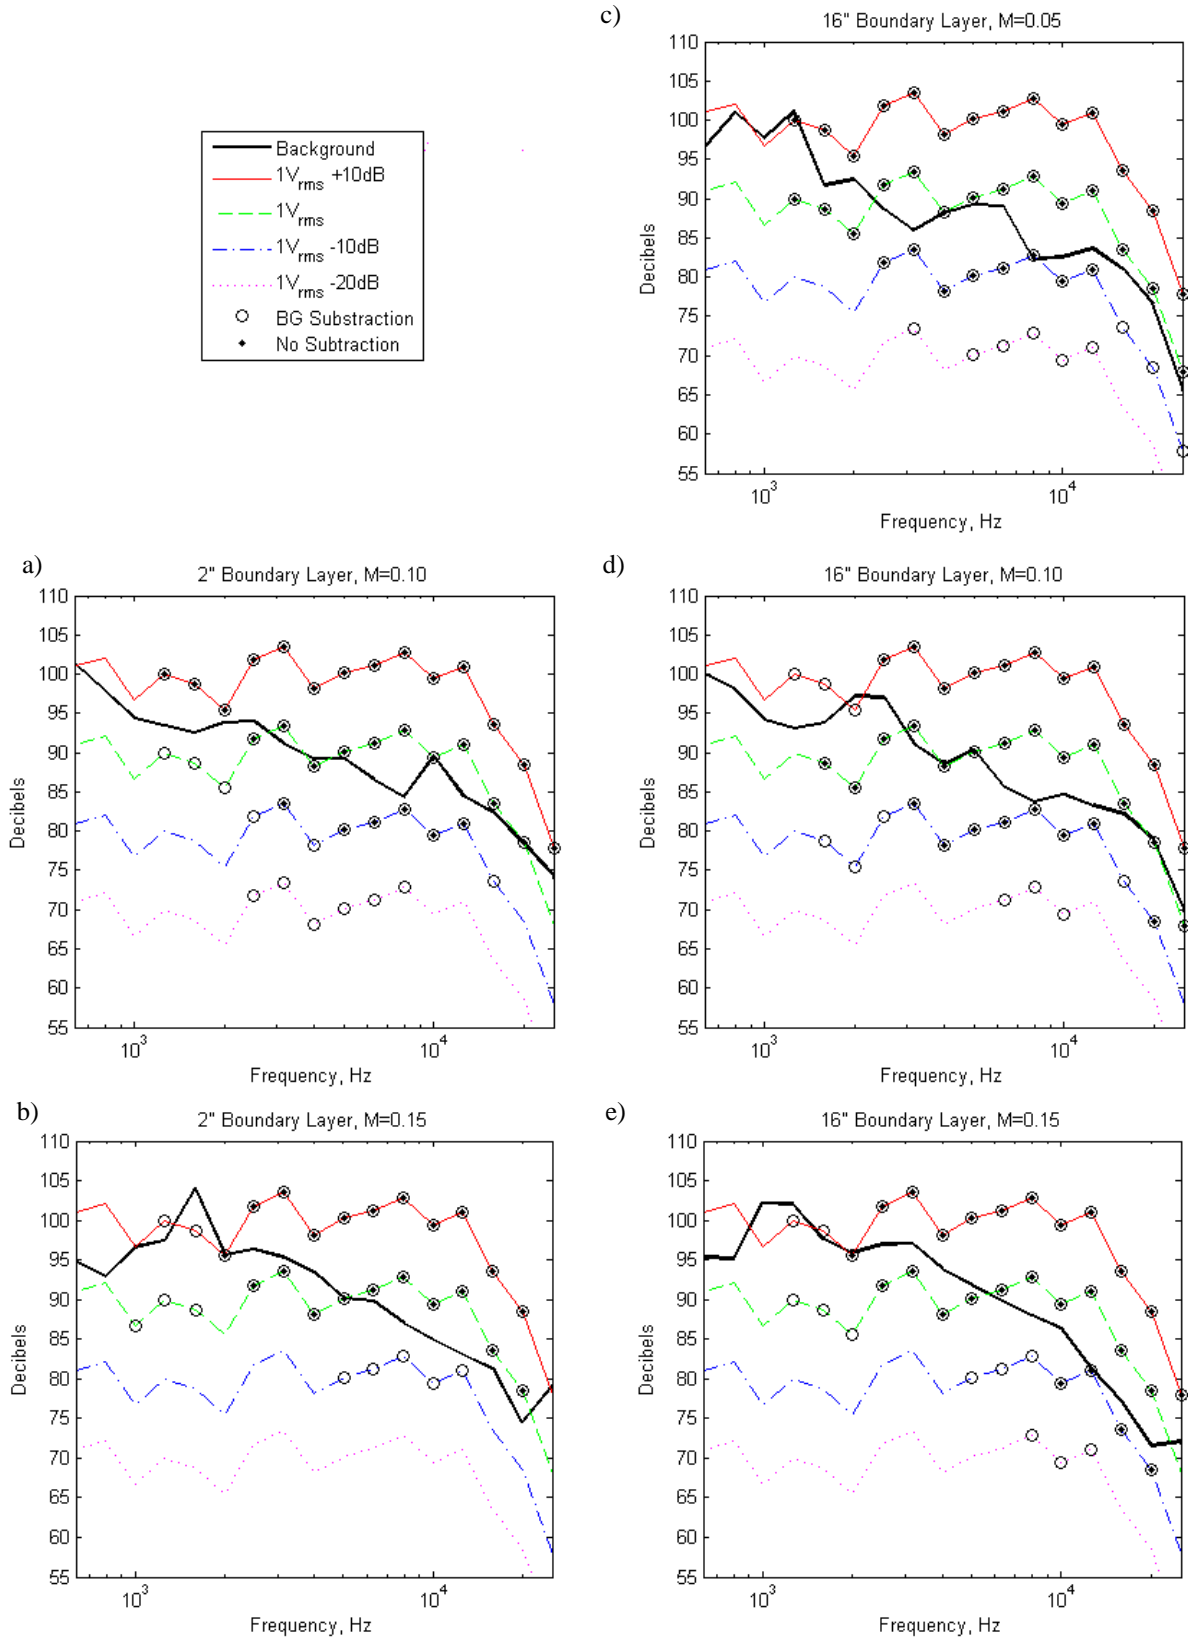 c)
16" Boundary Layer, M=0.05
110
105
100
95
90
85
80
75
70
65
60
55
Decibels
10^3
10^4
Frequency, Hz
Background
1V_rms +10dB
1V_rms
1V_rms -10dB
1V_rms -20dB
BG Substraction
No Subtraction
a)
2" Boundary Layer, M=0.10
110
105
100
95
90
85
80
75
70
65
60
55
Decibels
10^3
10^4
Frequency, Hz
d)
16" Boundary Layer, M=0.10
110
105
100
95
90
85
80
75
70
65
60
55
Decibels
10^3
10^4
Frequency, Hz
b)
2" Boundary Layer, M=0.15
110
105
100
95
90
85
80
75
70
65
60
55
Decibels
10^3
10^4
Frequency, Hz
e)
16" Boundary Layer, M=0.15
110
105
100
95
90
85
80
75
70
65
60
55
Decibels
10^3
10^4
Frequency, Hz